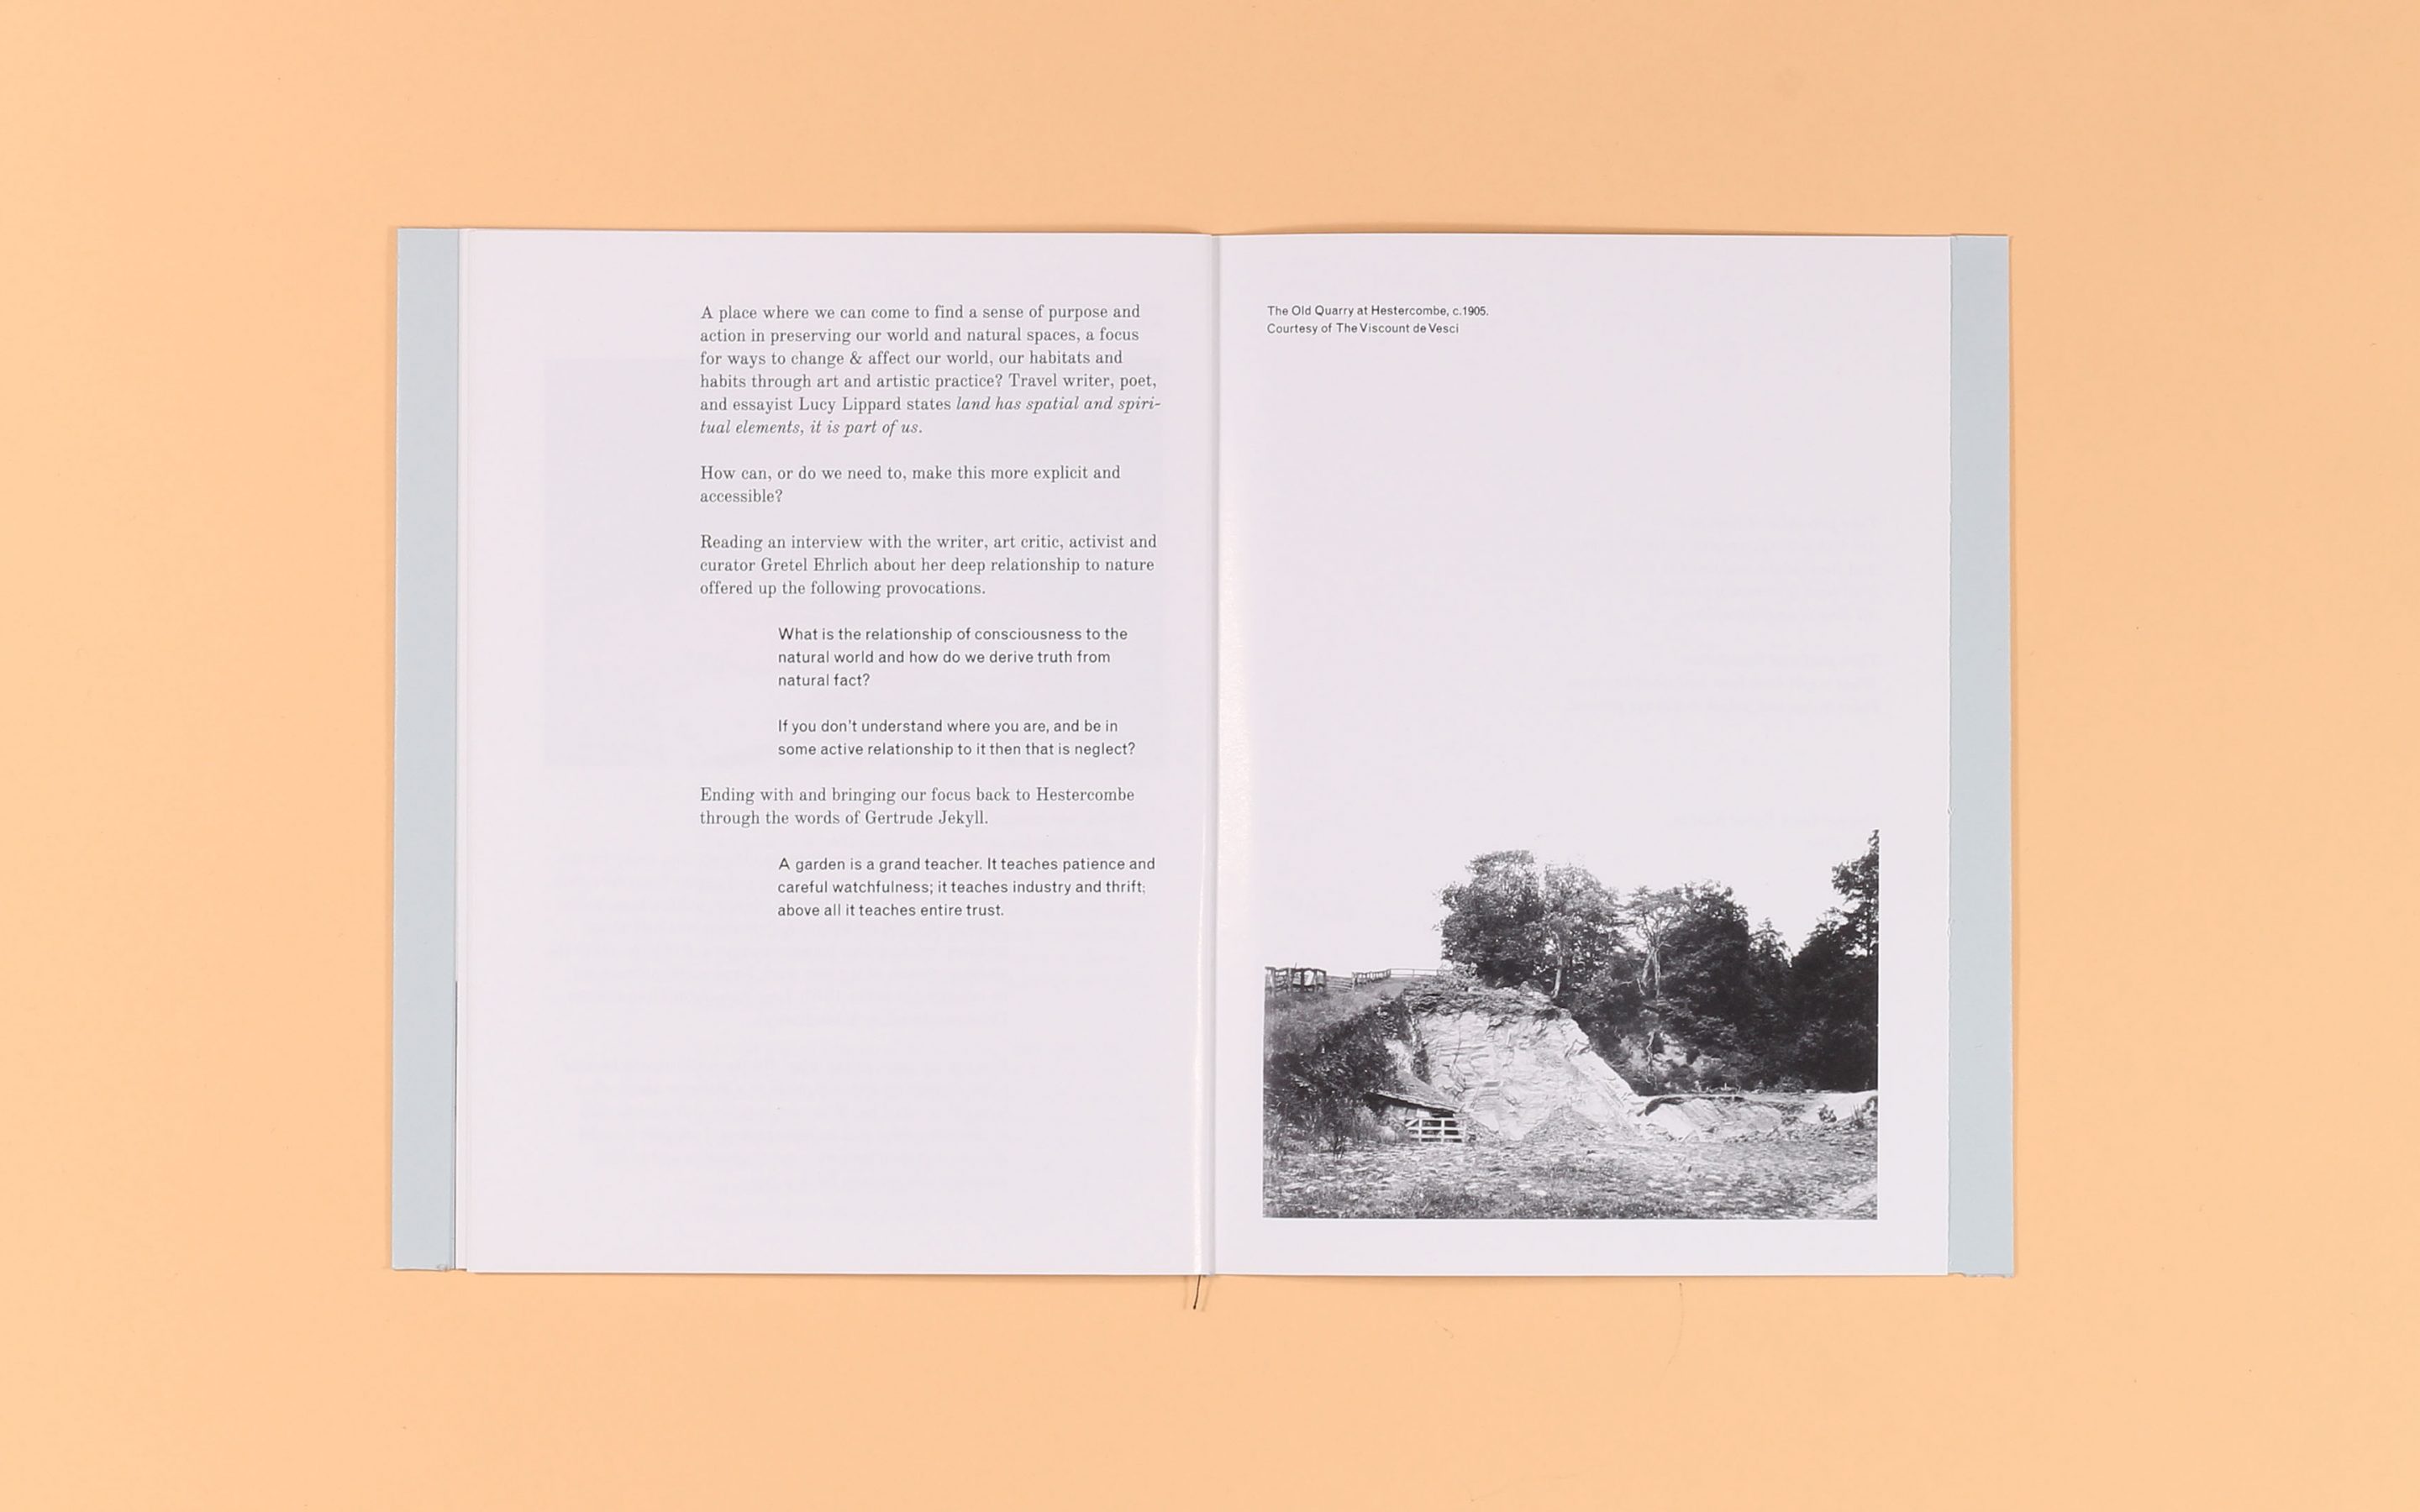 A place where we can come to find a sense of purpose and
action in preserving our world and natural spaces, a focus
for ways to change & affect our world, our habitats and
habits through art and artistic practice? Travel writer, poet,
and essayist Lucy Lippard states land has spatial and spiri-
tual elements, it is part of us.
How can, or do we need to, make this more explicit and
accessible?
Reading an interview with the writer, art critic, activist and
curator Gretel Ehrlich about her deep relationship to nature
offered up the following provocations.
What is the relationship of consciousness to the
natural world and how do we derive truth from
natural fact?
If you don't understand where you are, and be in
some active relationship to it then that is neglect?
Ending with and bringing our focus back to Hestercombe
through the words of Gertrude Jekyll.
A garden is a grand teacher. It teaches patience and
careful watchfulness; it teaches industry and thrift;
above all it teaches entire trust.
The Old Quarry at Hestercombe, c.1905.
Courtesy of The Viscount de Vesci